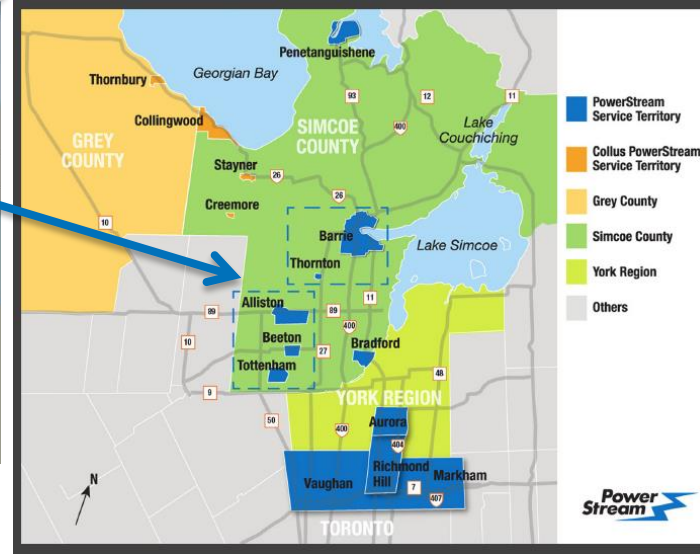 Penetanguishene
Georgian Bay
Thornbury
93
12
11
Collingwood
SIMCOE
COUNTY
400
Lake
Couchiching
GREY
COUNTY
Stayner
26
26
Creemore
10
Barrie
Lake Simcoe
Thornton
Alliston
11
89
89
400
10
Beeton
27
Bradford
Tottenham
48
9
YORK REGION
50
400
Aurora
404
Vaughan
Richmond
Hill
Markham
7
407
N
TORONTO
PowerStream
Service Territory
Collus PowerStream
Service Territory
Grey County
Simcoe County
York Region
Others
Power
Stream